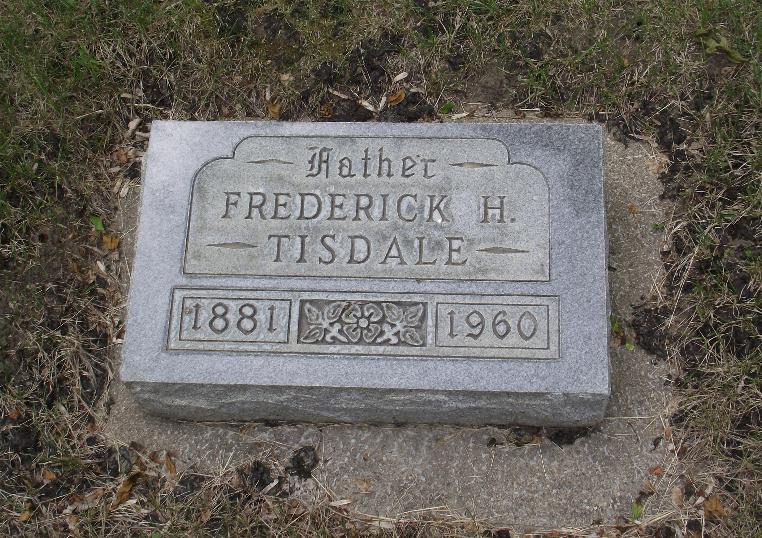 Father
FREDERICK H.
TISDALE
1881 1960